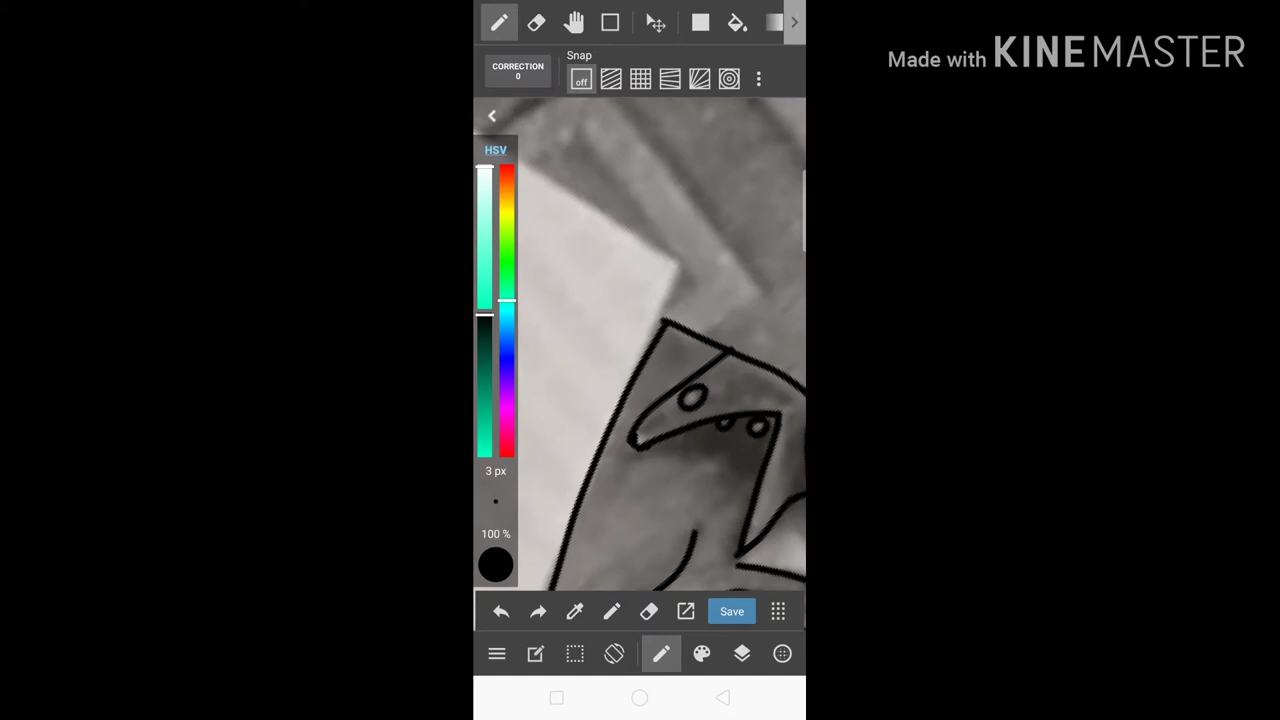 Made with KINEMASTER
Snap
CORRECTION
0
off
HSV
3 px
100 %
Save